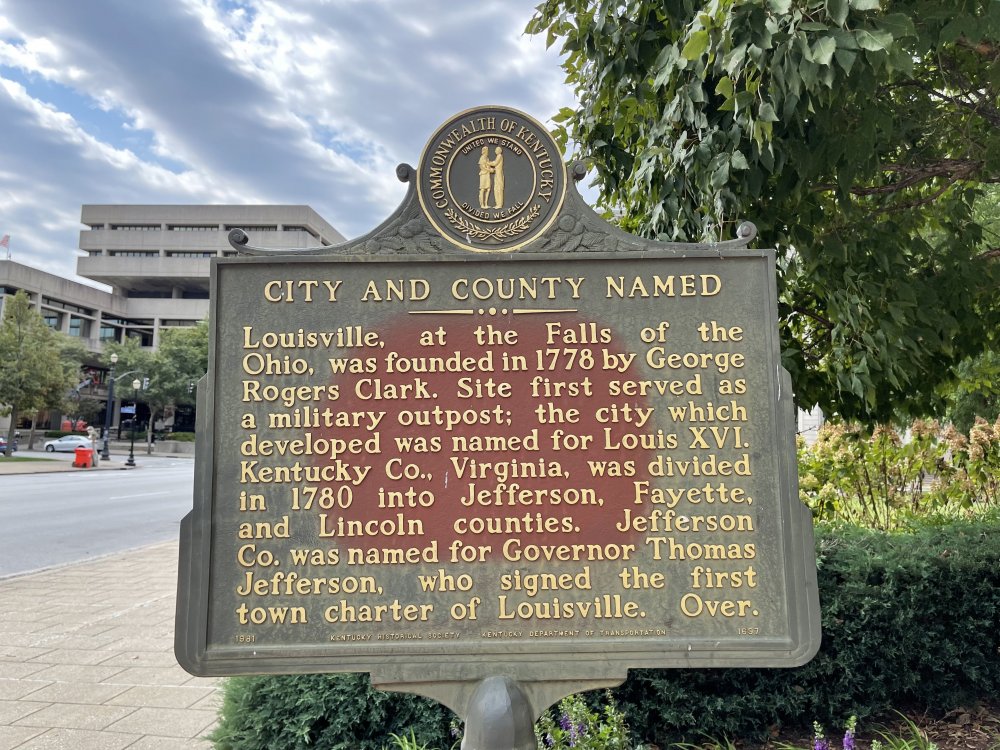 COMMONWEALTH OF KENTUCKY
UNITED WE STAND
DIVIDED WE FALL
CITY AND COUNTY NAMED
Louisville, at the Falls of the
Ohio, was founded in 1778 by George
Rogers Clark. Site first served as
a military outpost; the city which
developed was named for Louis XVI.
Kentucky Co., Virginia, was divided
in 1780 into Jefferson, Fayette,
and Lincoln counties. Jefferson
Co. was named for Governor Thomas
Jefferson, who signed the first
town charter of Louisville. Over.
1981 KENTUCKY HISTORICAL SOCIETY KENTUCKY DEPARTMENT OF TRANSPORTATION 1697